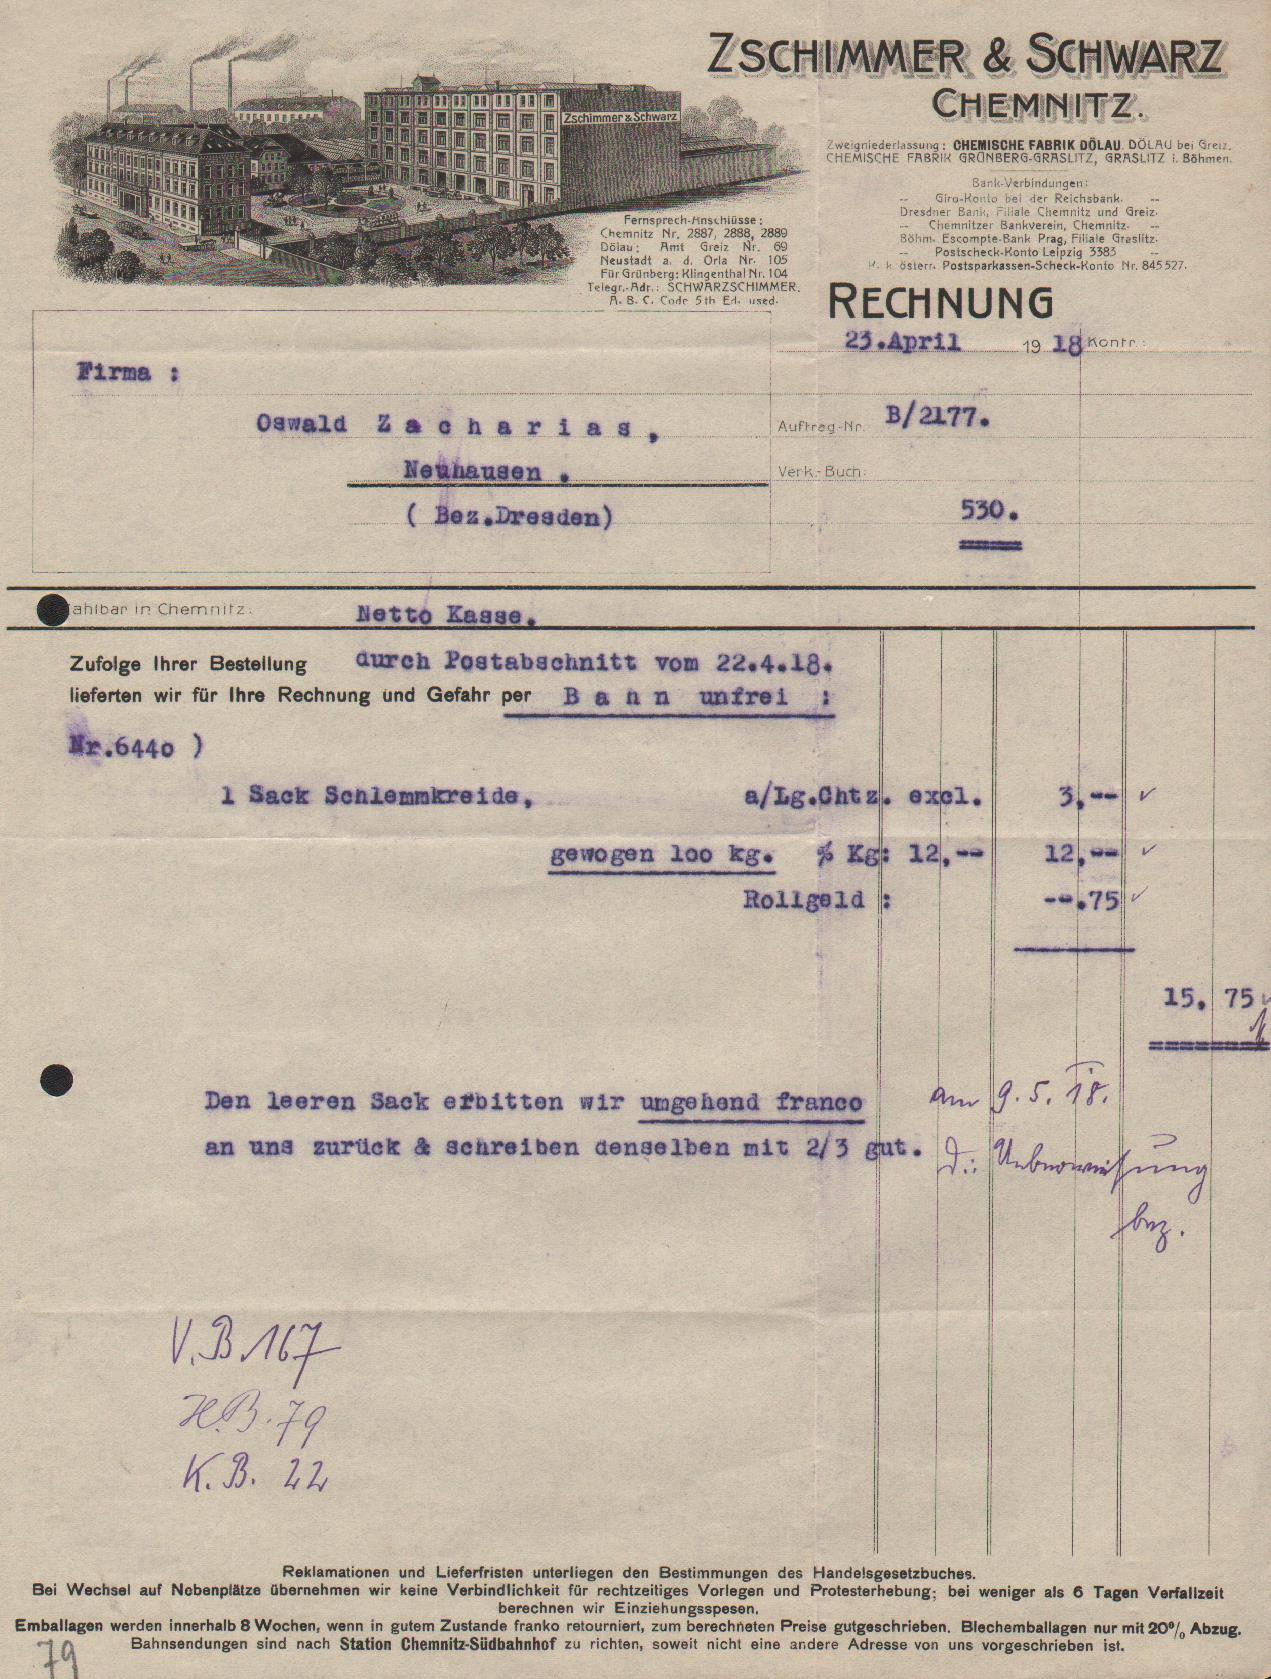 ZSCHIMMER & SCHWARZ
CHEMNITZ.
Zschimmer & Schwarz
Zweigniederlassung: CHEMISCHE FABRIK DÖLAU. DÖLAU bei Greiz.
CHEMISCHE FABRIK GRÜNBERG-GRASLITZ, GRASLITZ i. Böhmen.
Bank-Verbindungen:
-- Giro-Konto bei der Reichsbank. --
Dresdner Bank, Filiale Chemnitz und Greiz.
-- Chemnitzer Bankverein, Chemnitz. --
Böhm. Escompte-Bank Prag, Filiale Graslitz.
-- Postscheck-Konto Leipzig 3383 --
K. k. österr. Postsparkassen-Scheck-Konto Nr. 845527.
Fernsprech-Anschlüsse:
Chemnitz Nr. 2887, 2888, 2889
Dölau: Amt Greiz Nr. 69
Neustadt a. d. Orla Nr. 105
Für Grünberg: Klingenthal Nr. 104
Telegr.-Adr.: SCHWARZSCHIMMER.
A. B. C. Code 5th Ed. used.
RECHNUNG
23.April 1918 Kontr.:
Firma :
Oswald Zacharias,
Neuhausen .
( Bez.Dresden)
Auftrag-Nr. B/2177.
Verk.-Buch:
530.
ahlbar in Chemnitz: Netto Kasse.
Zufolge Ihrer Bestellung durch Postabschnitt vom 22.4.18.
lieferten wir für Ihre Rechnung und Gefahr per Bahn unfrei :
Nr.644o )
1 Sack Schlemmkreide, a/Lg.Chtz. excl. 3,--
gewogen 1oo kg. % Kg: 12,-- 12,--
Rollgeld : --.75
15. 75
Den leeren Sack erbitten wir umgehend franco
an uns zurück & schreiben denselben mit 2/3 gut.
am 9.5.18.
d. Ueberweisung
bez.
V.B. 167
H.B. 79
K.B. 22
Reklamationen und Lieferfristen unterliegen den Bestimmungen des Handelsgesetzbuches.
Bei Wechsel auf Nebenplätze übernehmen wir keine Verbindlichkeit für rechtzeitiges Vorlegen und Protesterhebung; bei weniger als 6 Tagen Verfallzeit
berechnen wir Einziehungsspesen.
Emballagen werden innerhalb 8 Wochen, wenn in gutem Zustande franko retourniert, zum berechneten Preise gutgeschrieben. Blechemballagen nur mit 20% Abzug.
Bahnsendungen sind nach Station Chemnitz-Südbahnhof zu richten, soweit nicht eine andere Adresse von uns vorgeschrieben ist.
79